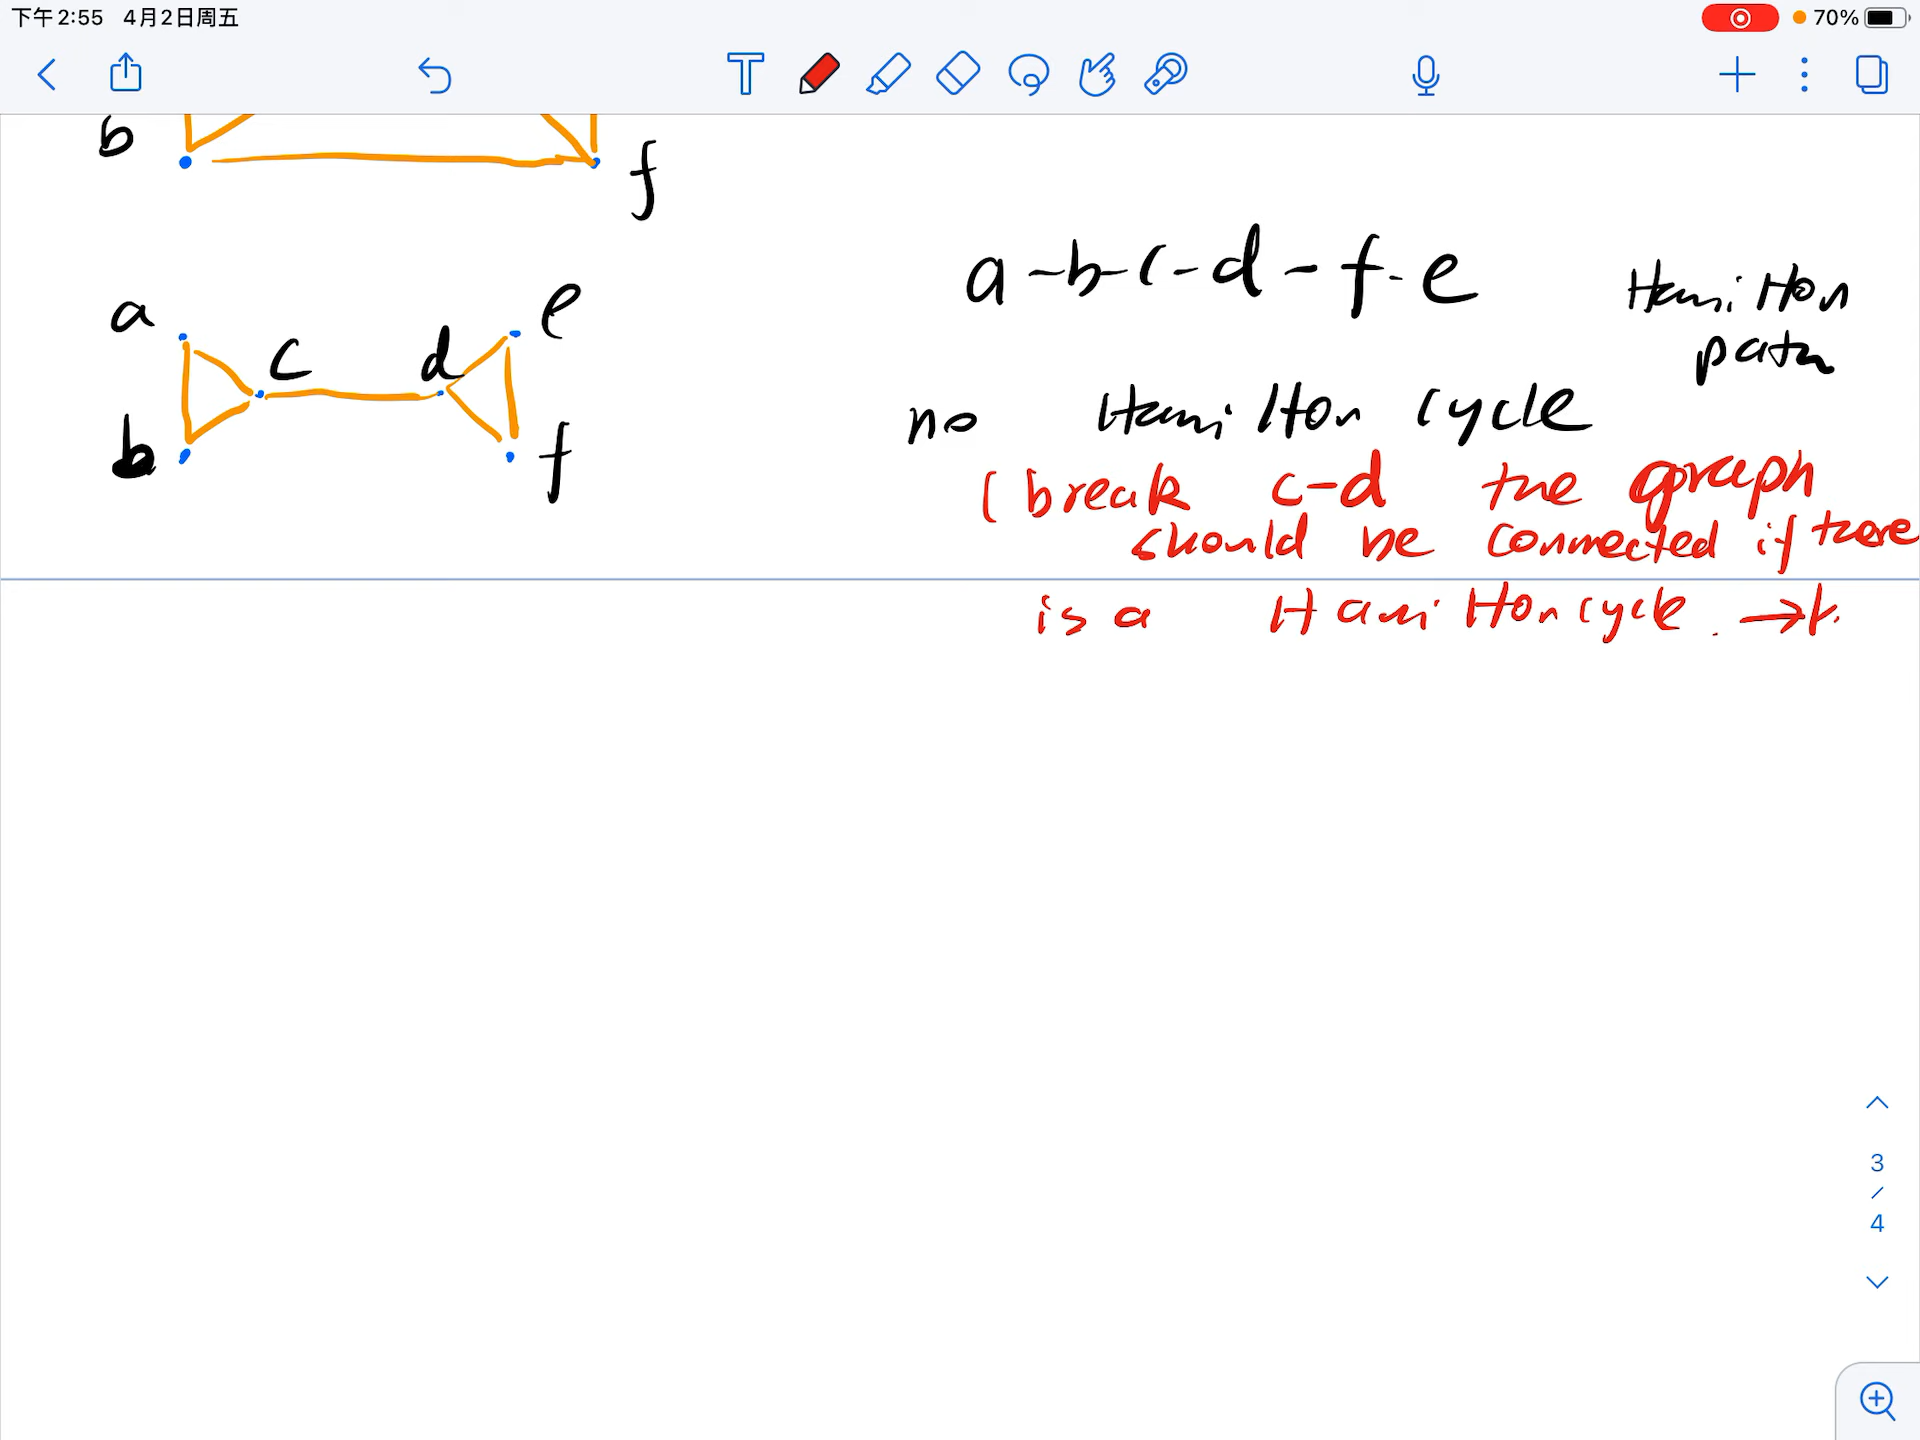 下午2:55 4月2日周五
70%
T
b
f
a-b-c-d-f-e
Hamilton
path
a
e
c
d
no Hamilton cycle
b
f
( break c-d the graph
should be connected if there
is a Hamilton cycle. →
3
/
4